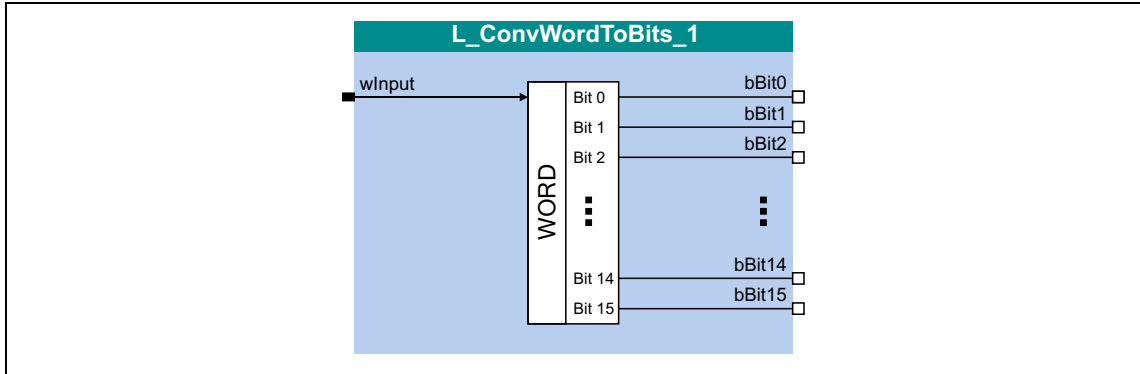 L_ConvWordToBits_1
wInput
WORD
Bit 0 bBit0
Bit 1 bBit1
Bit 2 bBit2
Bit 14 bBit14
Bit 15 bBit15